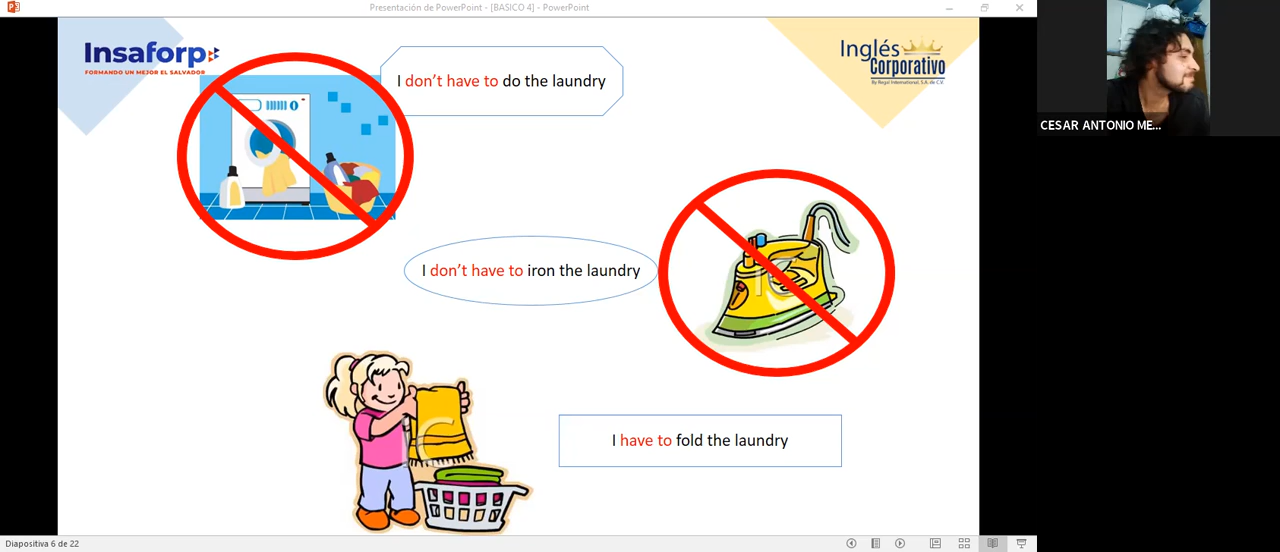 Presentación de PowerPoint - [BASICO 4] - PowerPoint
Insaforp
FORMANDO UN MEJOR EL SALVADOR
Inglés
Corporativo
By Regal International, S.A. de C.V.
CESAR ANTONIO ME...
I don't have to do the laundry
I don't have to iron the laundry
I have to fold the laundry
Diapositiva 6 de 22